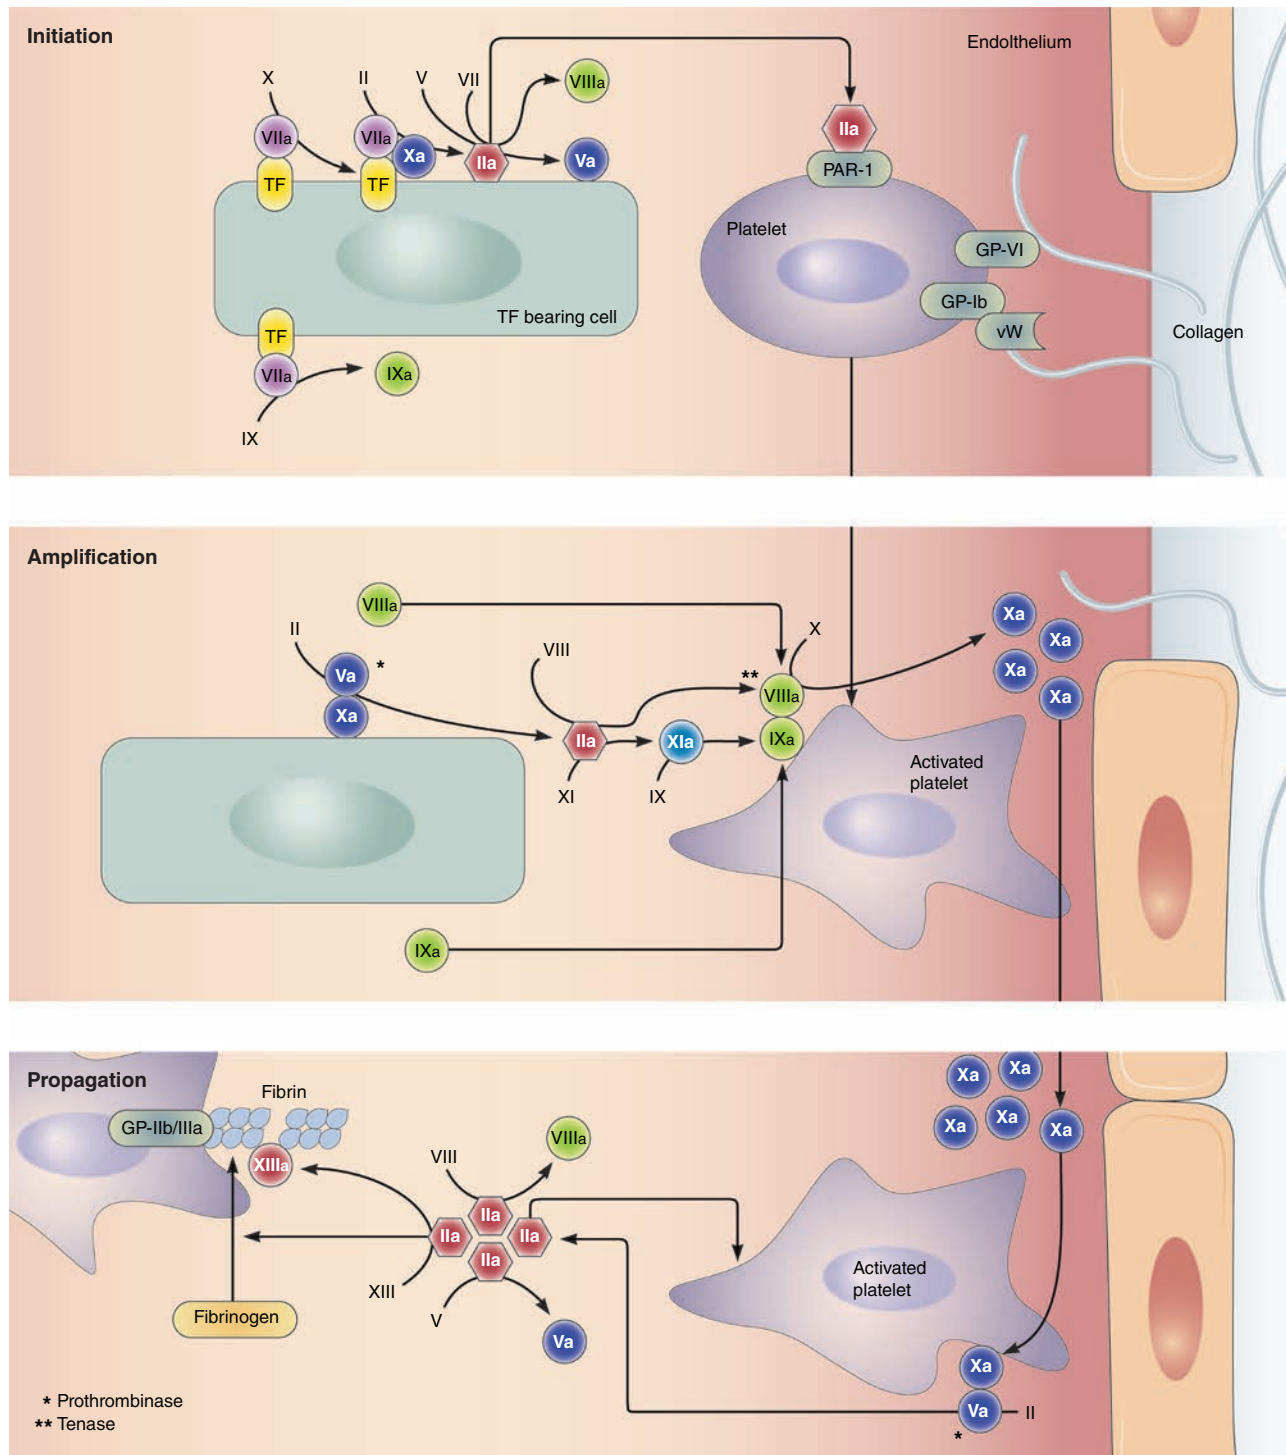 Initiation
Endolthelium
X
II
V
VII
VIIIa
VIIa
VIIa
Xa
IIa
Va
TF
TF
IIa
PAR-1
Platelet
GP-VI
GP-Ib
vW
Collagen
TF bearing cell
TF
VIIa
IXa
IX
Amplification
VIIIa
II
Va
*
Xa
VIII
X
**
VIIIa
IIa
XIa
IXa
XI
IX
Xa
Xa
Xa
Xa
Activated
platelet
IXa
Propagation
Fibrin
GP-IIb/IIIa
XIIIa
VIII
VIIIa
IIa
IIa
IIa
IIa
XIII
V
Va
Fibrinogen
Xa
Xa
Xa
Xa
Xa
Activated
platelet
Xa
Va
II
*
* Prothrombinase
** Tenase